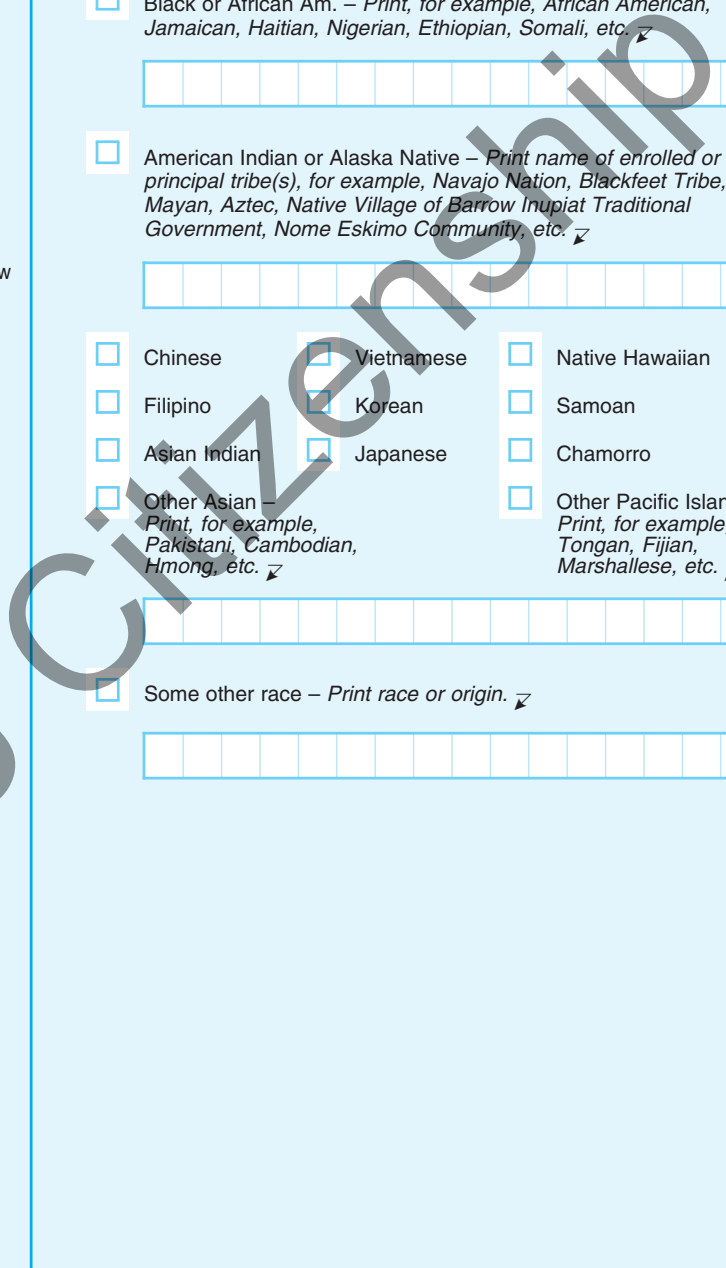 Black or African Am. – Print, for example, African American,
Jamaican, Haitian, Nigerian, Ethiopian, Somali, etc.
American Indian or Alaska Native – Print name of enrolled or
principal tribe(s), for example, Navajo Nation, Blackfeet Tribe,
Mayan, Aztec, Native Village of Barrow Inupiat Traditional
Government, Nome Eskimo Community, etc.
w
Chinese
Vietnamese
Native Hawaiian
Filipino
Korean
Samoan
Asian Indian
Japanese
Chamorro
Other Asian –
Print, for example,
Pakistani, Cambodian,
Hmong, etc.
Other Pacific Islan
Print, for example,
Tongan, Fijian,
Marshallese, etc.
Some other race – Print race or origin.
Citizenship